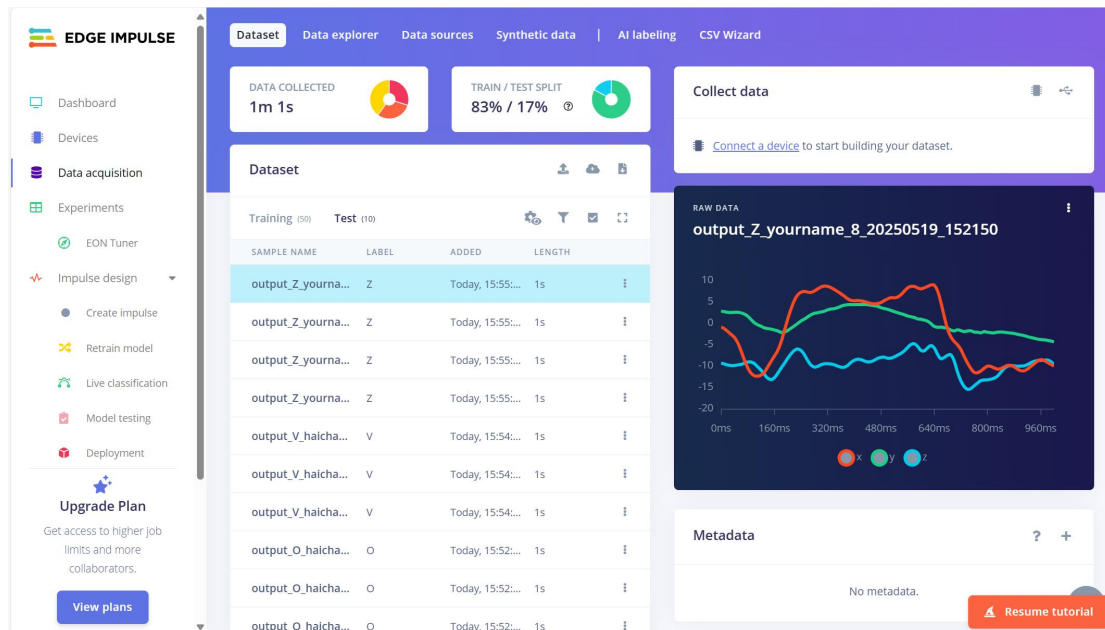 EDGE IMPULSE
Dashboard
Devices
Data acquisition
Experiments
EON Tuner
Impulse design
Create impulse
Retrain model
Live classification
Model testing
Deployment
Upgrade Plan
Get access to higher job
limits and more
collaborators.
View plans
Dataset Data explorer Data sources Synthetic data | AI labeling CSV Wizard
DATA COLLECTED
1m 1s
TRAIN / TEST SPLIT
83% / 17% ?
Dataset
Training (50) Test (10)
SAMPLE NAME LABEL ADDED LENGTH
output_Z_yourna... Z Today, 15:55:... 1s
output_Z_yourna... Z Today, 15:55:... 1s
output_Z_yourna... Z Today, 15:55:... 1s
output_Z_yourna... Z Today, 15:55:... 1s
output_V_haicha... V Today, 15:54:... 1s
output_V_haicha... V Today, 15:54:... 1s
output_V_haicha... V Today, 15:54:... 1s
output_O_haicha... O Today, 15:52:... 1s
output_O_haicha... O Today, 15:52:... 1s
output_O_haicha... O Today, 15:52:... 1s
Collect data
Connect a device to start building your dataset.
RAW DATA
output_Z_yourname_8_20250519_152150
10
5
0
-5
-10
-15
-20
0ms 160ms 320ms 480ms 640ms 800ms 960ms
x y z
Metadata ? +
No metadata.
Resume tutorial